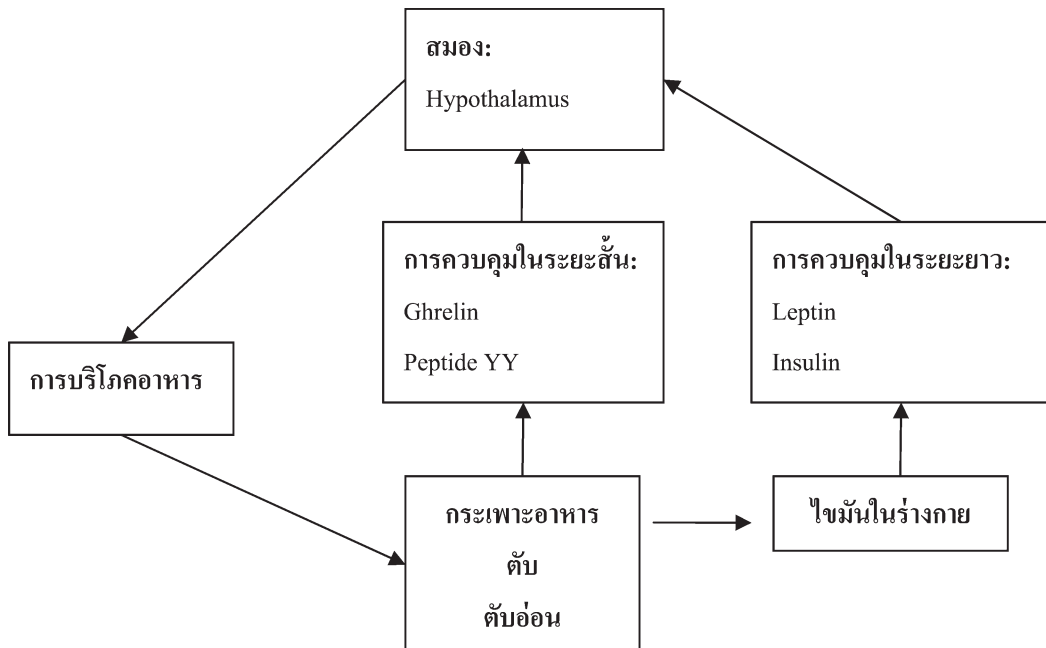 สมอง:
Hypothalamus
การควบคุมในระยะสั้น:
Ghrelin
Peptide YY
การควบคุมในระยะยาว:
Leptin
Insulin
การบริโภคอาหาร
กระเพาะอาหาร
ตับ
ตับอ่อน
ไขมันในร่างกาย